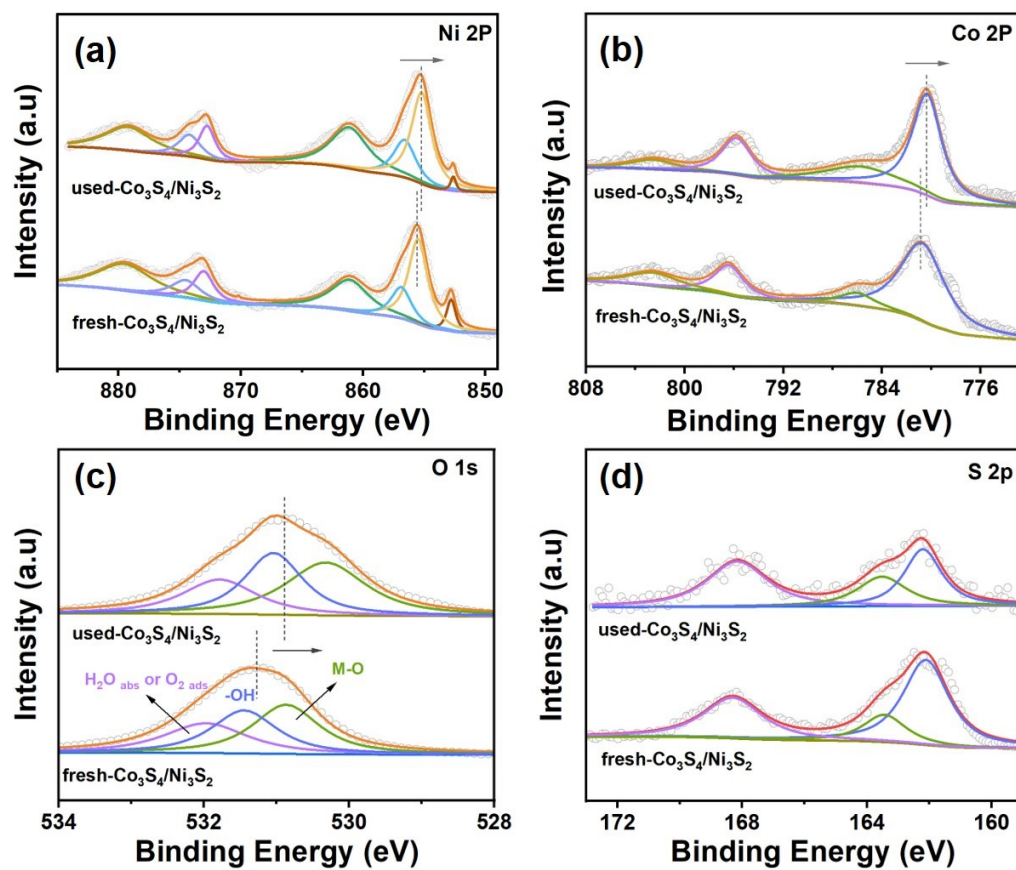 (a)
Ni 2P
Intensity (a.u)
used-Co₃S₄/Ni₃S₂
fresh-Co₃S₄/Ni₃S₂
880 870 860 850
Binding Energy (eV)
(b)
Co 2P
Intensity (a.u)
used-Co₃S₄/Ni₃S₂
fresh-Co₃S₄/Ni₃S₂
808 800 792 784 776
Binding Energy (eV)
(c)
O 1s
Intensity (a.u)
used-Co₃S₄/Ni₃S₂
H₂O abs or O₂ ads
-OH
M-O
fresh-Co₃S₄/Ni₃S₂
534 532 530 528
Binding Energy (eV)
(d)
S 2p
Intensity (a.u)
used-Co₃S₄/Ni₃S₂
fresh-Co₃S₄/Ni₃S₂
172 168 164 160
Binding Energy (eV)